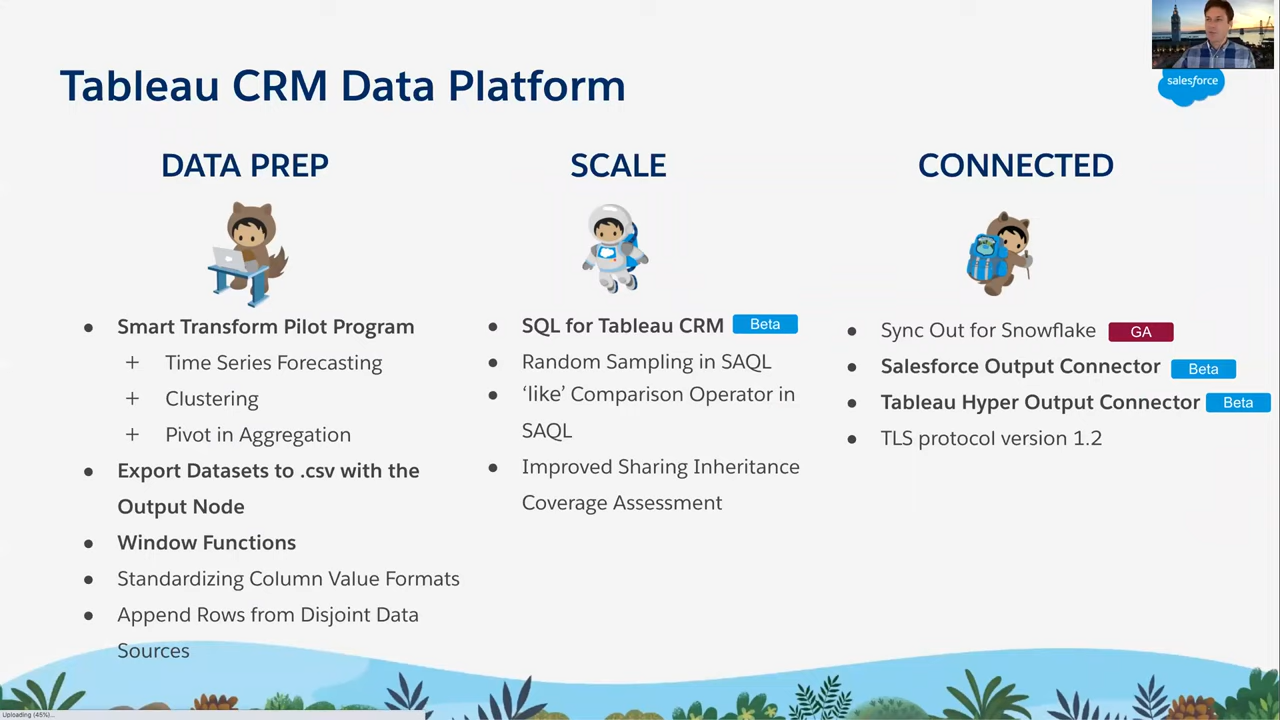 salesforce
Tableau CRM Data Platform
DATA PREP
● Smart Transform Pilot Program
+ Time Series Forecasting
+ Clustering
+ Pivot in Aggregation
● Export Datasets to .csv with the
Output Node
● Window Functions
● Standardizing Column Value Formats
● Append Rows from Disjoint Data
Sources
SCALE
● SQL for Tableau CRM Beta
● Random Sampling in SAQL
● ‘like’ Comparison Operator in
SAQL
● Improved Sharing Inheritance
Coverage Assessment
CONNECTED
● Sync Out for Snowflake GA
● Salesforce Output Connector Beta
● Tableau Hyper Output Connector Beta
● TLS protocol version 1.2
Uploading (45%)...